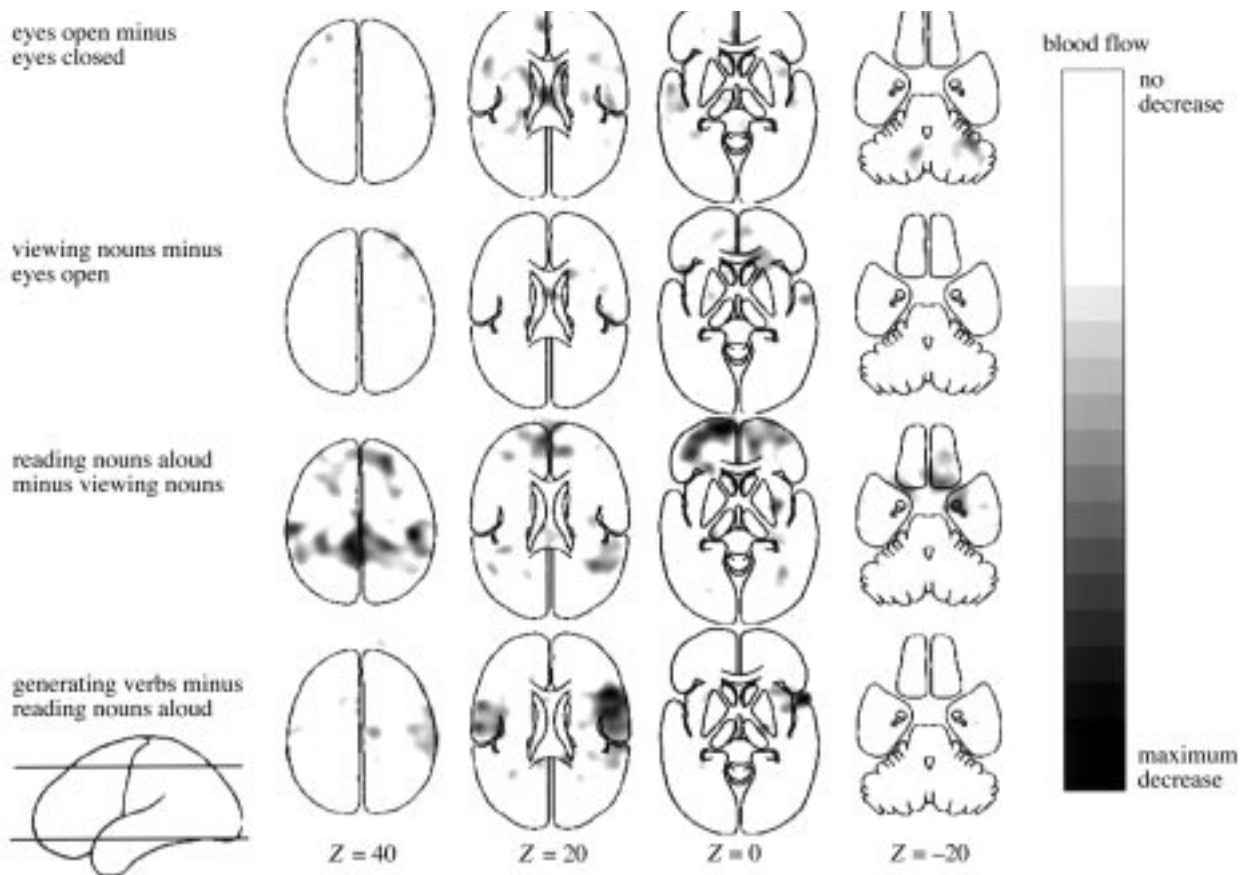 eyes open minus
eyes closed
blood flow
no
decrease
viewing nouns minus
eyes open
reading nouns aloud
minus viewing nouns
generating verbs minus
reading nouns aloud
maximum
decrease
Z = 40
Z = 20
Z = 0
Z = –20